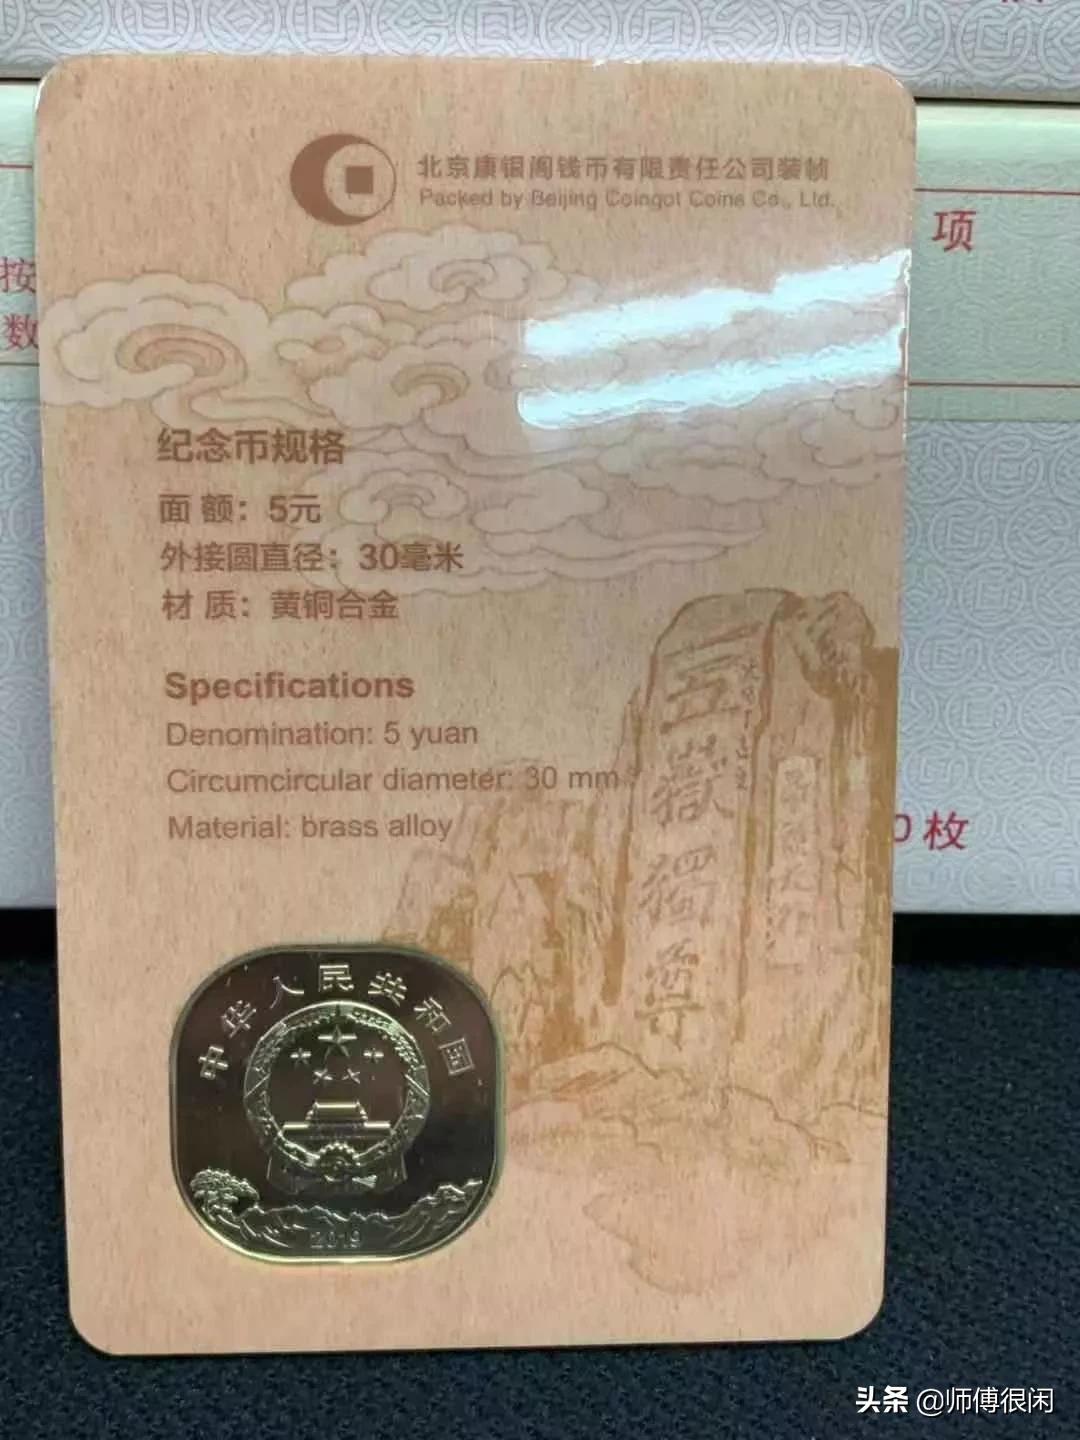 北京康银阁钱币有限责任公司装帧
Packed by Beijing Coingot Coins Co., Ltd.
项
按
数
纪念币规格
面 额：5元
外接圆直径：30毫米
材 质：黄铜合金
Specifications
Denomination: 5 yuan
Circumcircular diameter: 30 mm
Material: brass alloy
五嶽獨尊
0枚
中华人民共和国
2019
头条 @师傅很闲